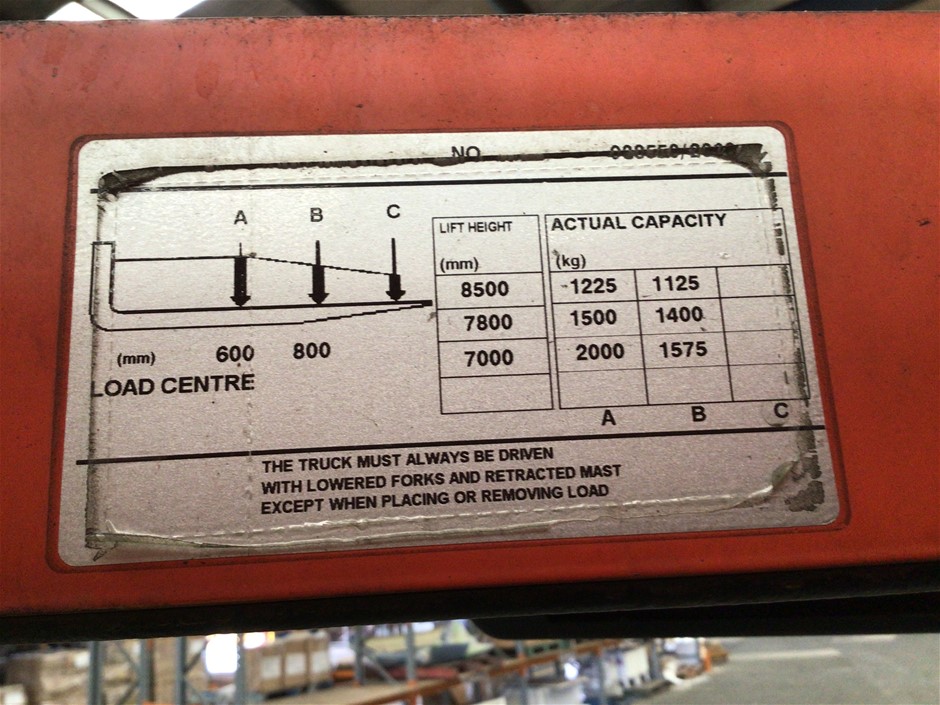 NO
A B C
LIFT HEIGHT ACTUAL CAPACITY
(mm) (kg)
8500 1225 1125
7800 1500 1400
7000 2000 1575
(mm) 600 800
LOAD CENTRE
A B C
THE TRUCK MUST ALWAYS BE DRIVEN
WITH LOWERED FORKS AND RETRACTED MAST
EXCEPT WHEN PLACING OR REMOVING LOAD